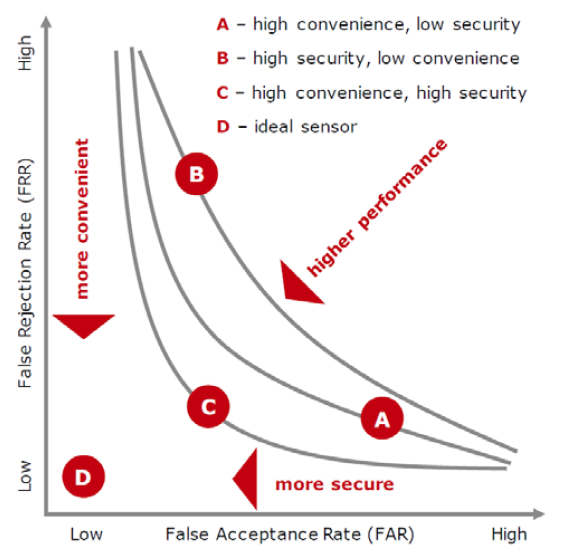 A – high convenience, low security
B – high security, low convenience
C – high convenience, high security
D – ideal sensor
High
False Rejection Rate (FRR)
Low
more convenient
B
higher performance
A
C
D
more secure
Low
False Acceptance Rate (FAR)
High